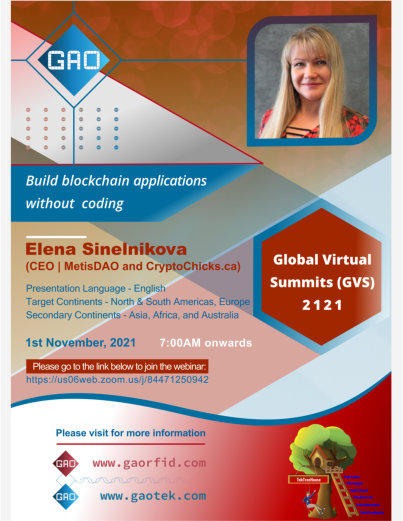 GAO
Build blockchain applications
without coding
Elena Sinelnikova
(CEO | MetisDAO and CryptoChicks.ca)
Presentation Language - English
Target Continents - North & South Americas, Europe
Secondary Continents - Asia, Africa, and Australia
Global Virtual
Summits (GVS)
2121
1st November, 2021 7:00AM onwards
Please go to the link below to join the webinar:
https://us06web.zoom.us/j/84471250942
Please visit for more information
GAO www.gaorfid.com
GAO www.gaotek.com
TekTreeHouse